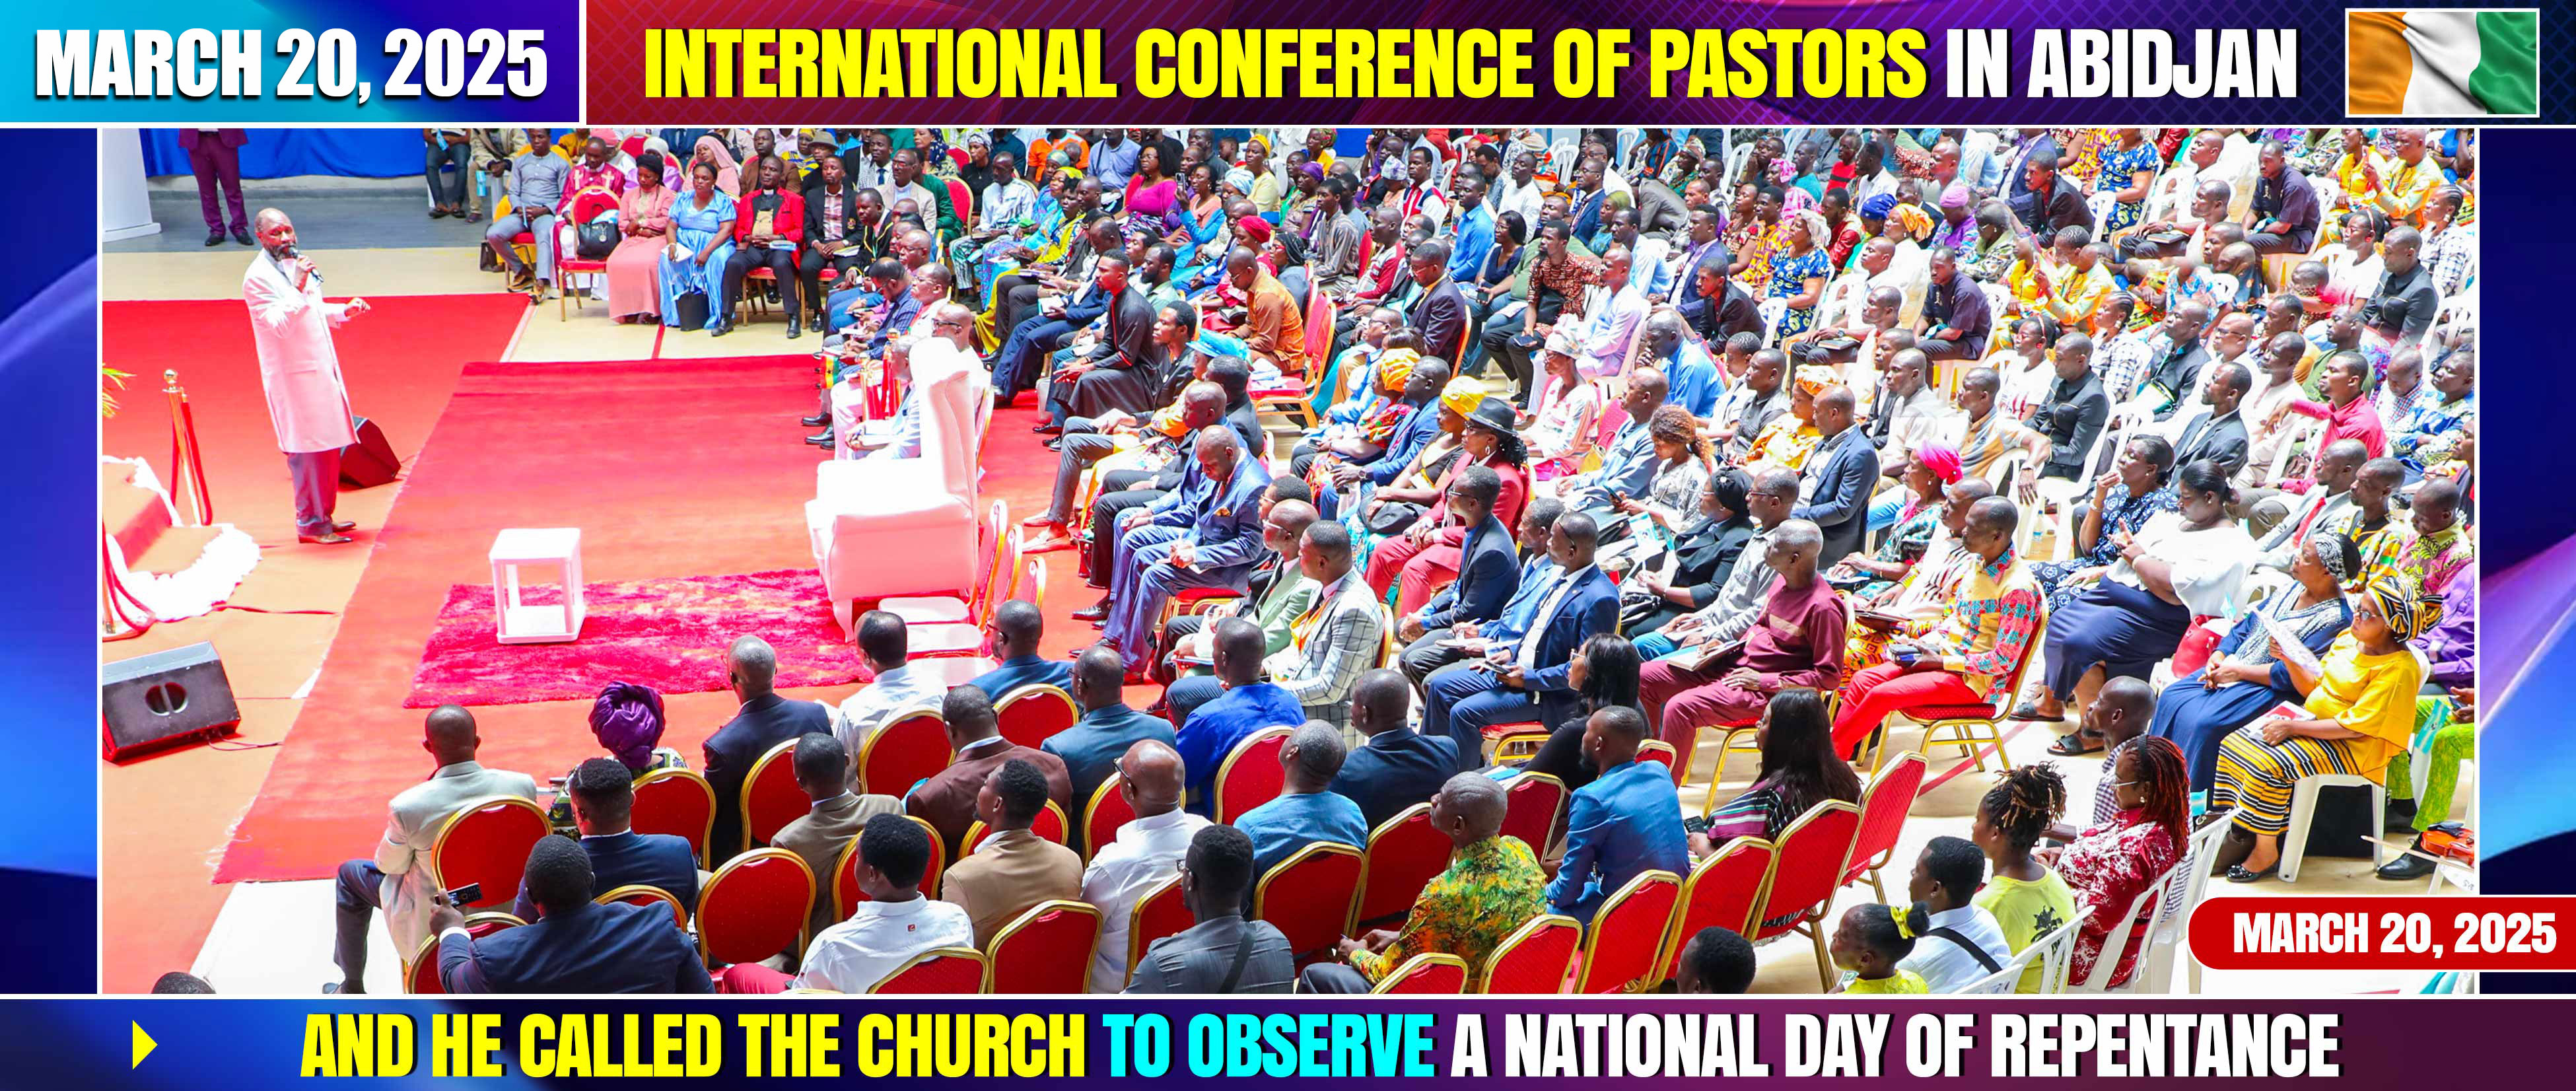 MARCH 20, 2025
INTERNATIONAL CONFERENCE OF PASTORS IN ABIDJAN
MARCH 20, 2025
AND HE CALLED THE CHURCH TO OBSERVE A NATIONAL DAY OF REPENTANCE